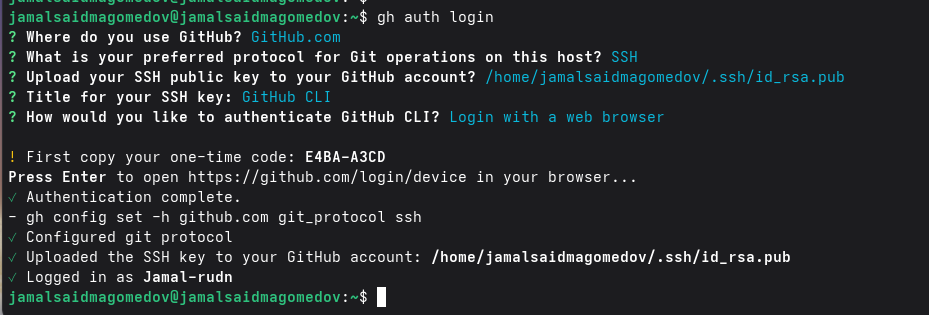 jamalsaidmagomedov@jamalsaidmagomedov:~$ gh auth login
? Where do you use GitHub? GitHub.com
? What is your preferred protocol for Git operations on this host? SSH
? Upload your SSH public key to your GitHub account? /home/jamalsaidmagomedov/.ssh/id_rsa.pub
? Title for your SSH key: GitHub CLI
? How would you like to authenticate GitHub CLI? Login with a web browser
! First copy your one-time code: E4BA-A3CD
Press Enter to open https://github.com/login/device in your browser...
✓ Authentication complete.
- gh config set -h github.com git_protocol ssh
✓ Configured git protocol
✓ Uploaded the SSH key to your GitHub account: /home/jamalsaidmagomedov/.ssh/id_rsa.pub
✓ Logged in as Jamal-rudn
jamalsaidmagomedov@jamalsaidmagomedov:~$